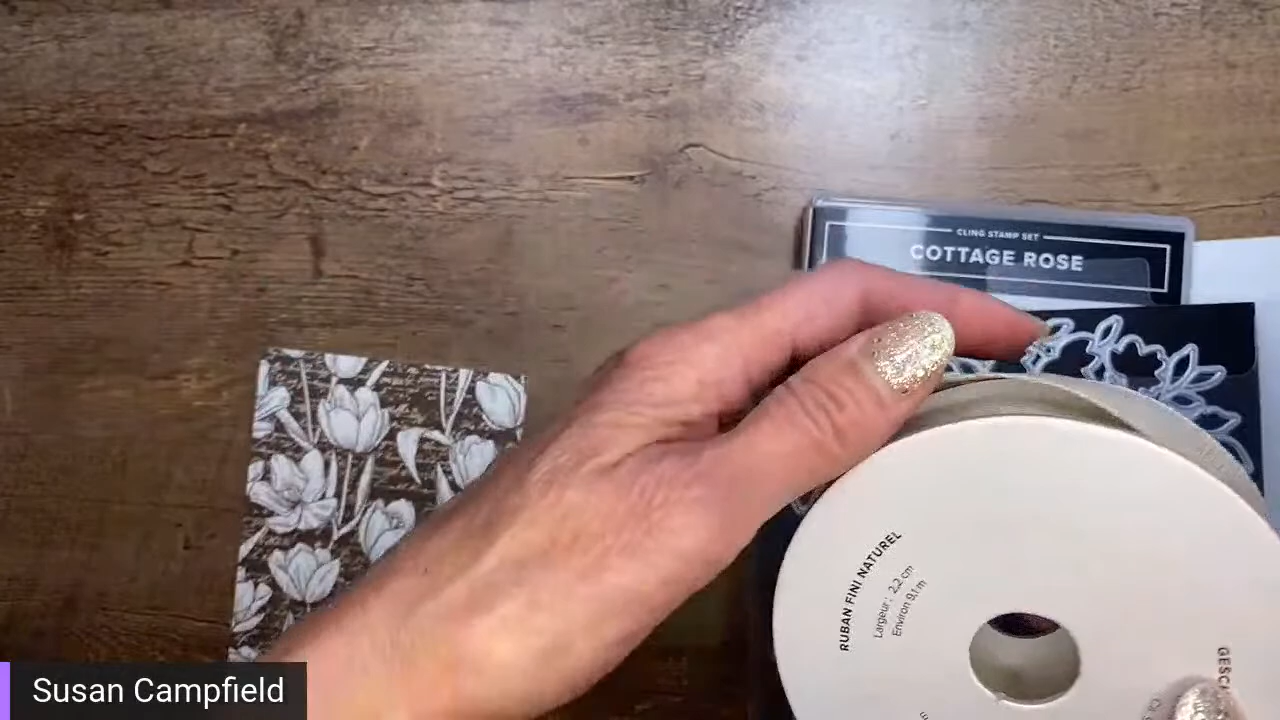 CLING STAMP SET
COTTAGE ROSE
RUBAN FINI NATUREL
Largeur: 2,2 cm
Environ 9,1 m
Susan Campfield